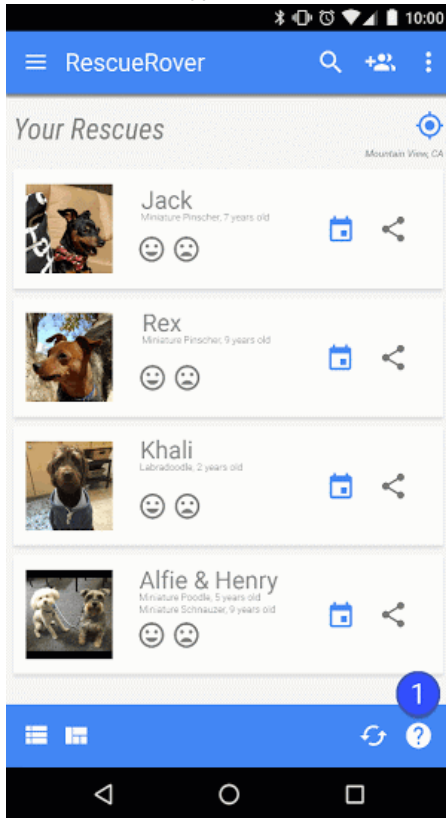 10:00
RescueRover
Your Rescues
Mountain View, CA
Jack
Miniature Pinscher, 7 years old
Rex
Miniature Pinscher, 9 years old
Khali
Labradoodle, 2 years old
Alfie & Henry
Miniature Poodle, 5 years old
Miniature Schnauzer, 9 years old
1
?